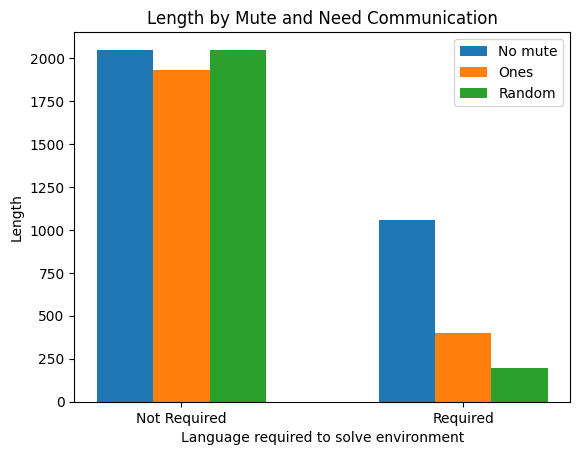 Length by Mute and Need Communication
No mute
Ones
Random
2000
1750
1500
1250
1000
750
500
250
0
Length
Not Required
Required
Language required to solve environment